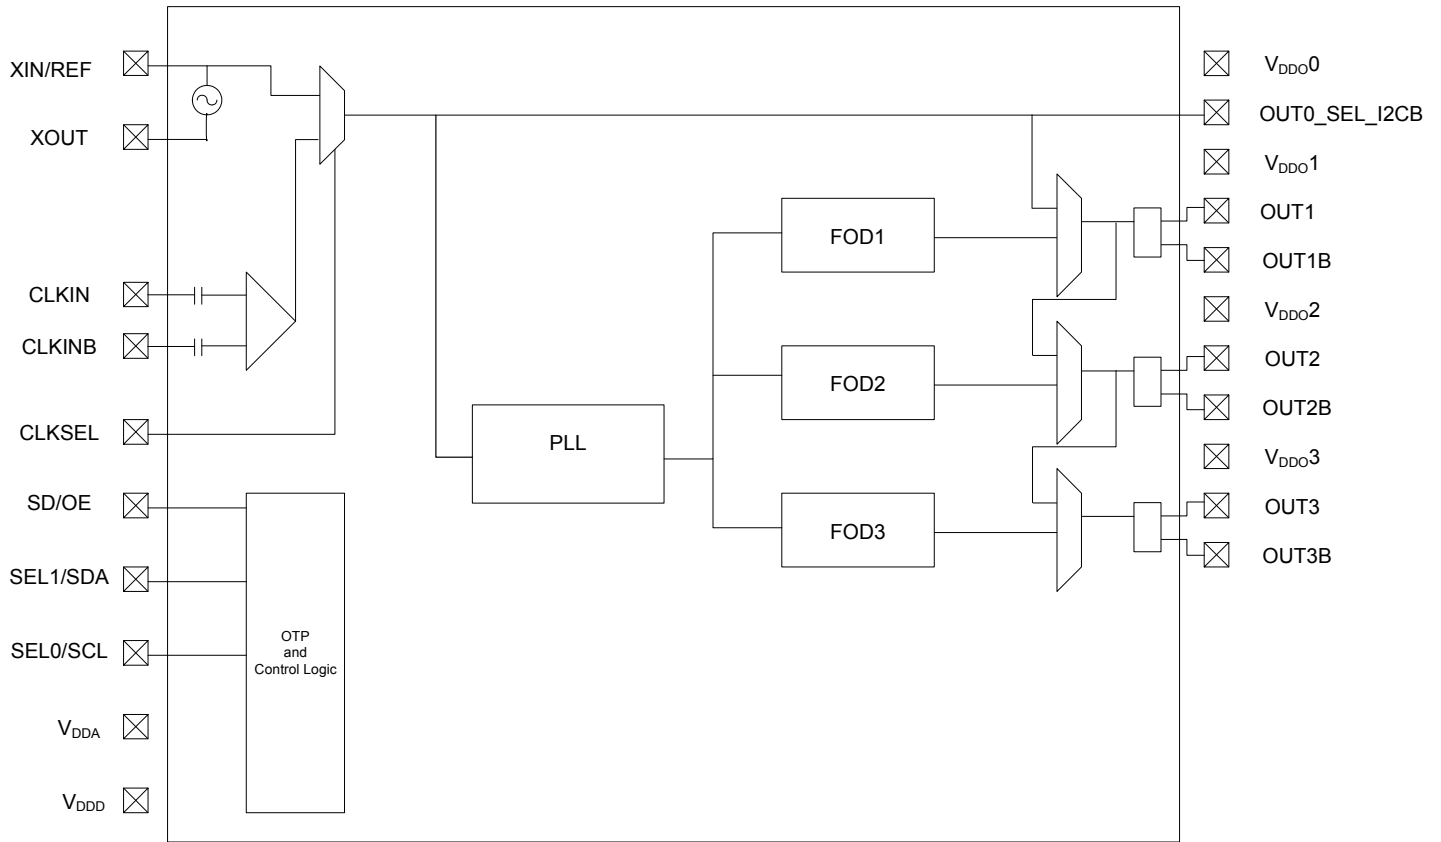 XIN/REF
XOUT
CLKIN
CLKINB
CLKSEL
SD/OE
SEL1/SDA
SEL0/SCL
VDDA
VDDD
OTP
and
Control Logic
PLL
FOD1
FOD2
FOD3
VDDO0
OUT0_SEL_I2CB
VDDO1
OUT1
OUT1B
VDDO2
OUT2
OUT2B
VDDO3
OUT3
OUT3B